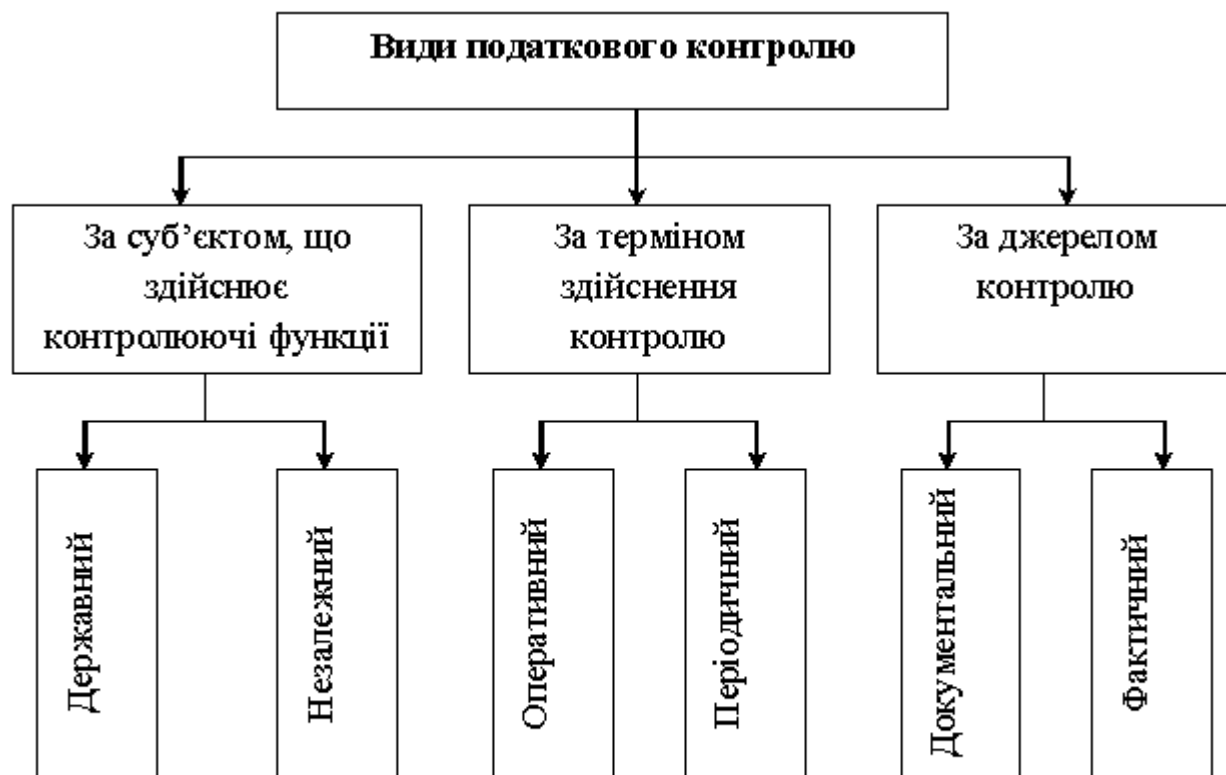 Види податкового контролю
За суб’єктом, що
здійснює
контролюючі функції
За терміном
здійснення
контролю
За джерелом
контролю
Державний
Незалежний
Оперативний
Періодичний
Документальний
Фактичний